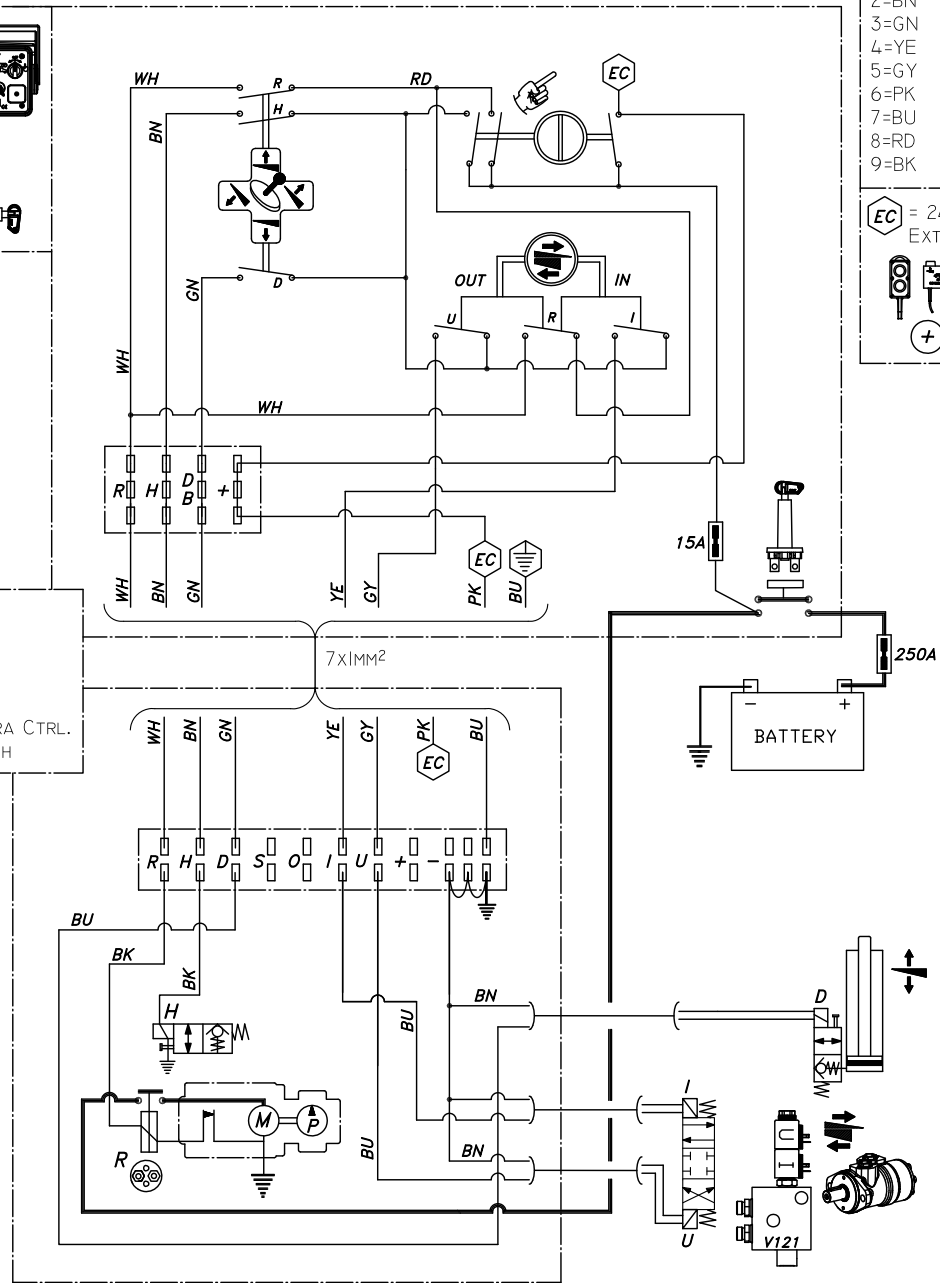 2=BN
3=GN
4=YE
5=GY
6=PK
7=BU
8=RD
9=BK
EC = 24
EXT
+
WH
R
RD
EC
H
BN
D
GN
OUT
IN
U
R
I
WH
WH
R
H
D
B
+
15A
EC
WH
BN
GN
YE
GY
PK
BU
7X1MM²
250A
- +
BATTERY
RA CTRL.
H
WH
BN
GN
YE
GY
PK
BU
EC
R
H
D
S
O
I
U
+
-
BU
BK
BK
BU
BN
H
D
I
M
P
R
BU
BN
U
U
I
V121